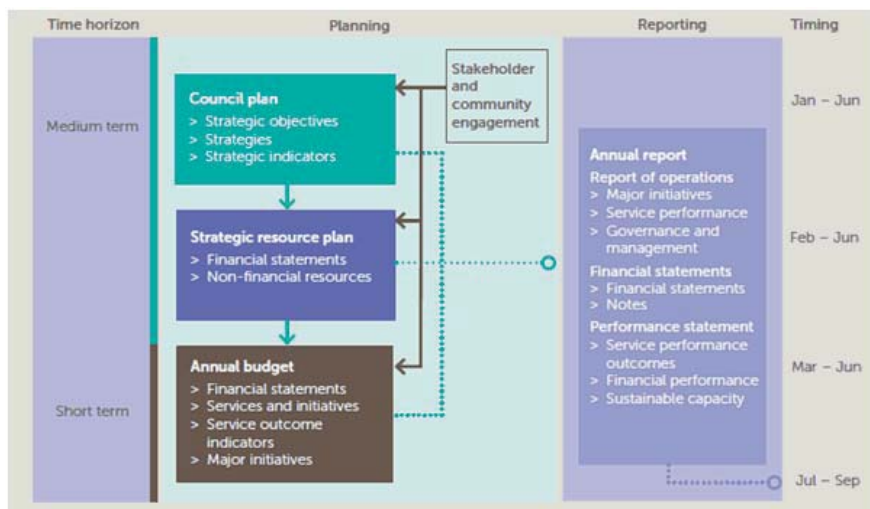 Time horizon
Planning
Reporting
Timing
Medium term
Short term
Council plan
> Strategic objectives
> Strategies
> Strategic indicators
Stakeholder
and
community
engagement
Strategic resource plan
> Financial statements
> Non-financial resources
Annual budget
> Financial statements
> Services and initiatives
> Service outcome
indicators
> Major initiatives
Annual report
Report of operations
> Major initiatives
> Service performance
> Governance and
management
Financial statements
> Financial statements
> Notes
Performance statement
> Service performance
outcomes
> Financial performance
> Sustainable capacity
Jan – Jun
Feb – Jun
Mar – Jun
Jul – Sep